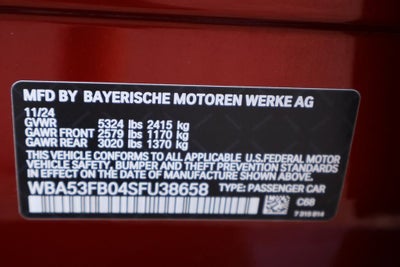 MFD BY BAYERISCHE MOTOREN WERKE AG
11/24
GVWR 5324 lbs 2415 kg
GAWR FRONT 2579 lbs 1170 kg
GAWR REAR 3020 lbs 1370 kg
THIS VEHICLE CONFORMS TO ALL APPLICABLE U.S.FEDERAL MOTOR
VEHICLE SAFETY, BUMPER AND THEFT PREVENTION STANDARDS
IN EFFECT ON THE DATE OF MANUFACTURE SHOWN ABOVE.
WBA53FB04SFU38658 TYPE: PASSENGER CAR
C66